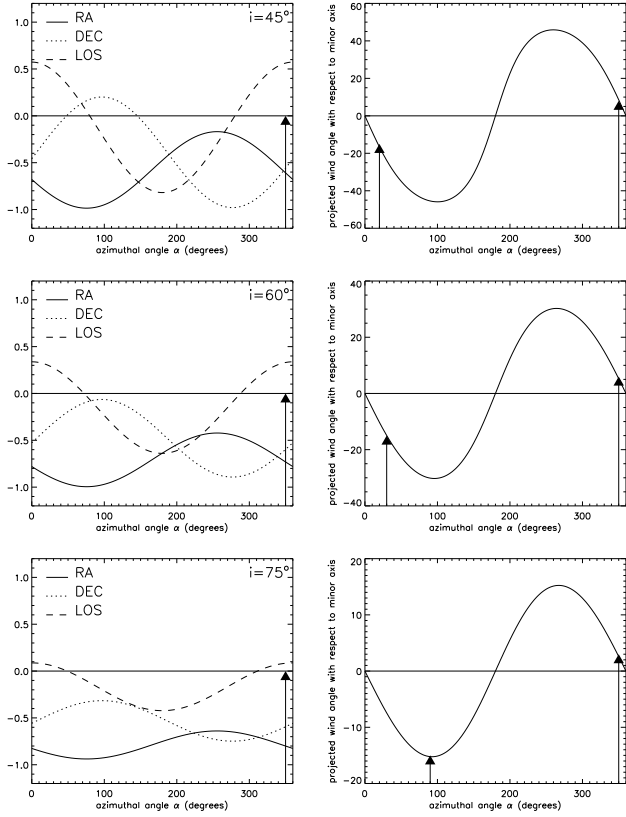 RA
DEC
LOS
i=45°
1.0
0.5
0.0
−0.5
−1.0
0
100
200
300
azimuthal angle α (degrees)
projected wind angle with respect to minor axis
60
40
20
0
−20
−40
−60
0
100
200
300
azimuthal angle α (degrees)
RA
DEC
LOS
i=60°
1.0
0.5
0.0
−0.5
−1.0
0
100
200
300
azimuthal angle α (degrees)
projected wind angle with respect to minor axis
40
20
0
−20
−40
0
100
200
300
azimuthal angle α (degrees)
RA
DEC
LOS
i=75°
1.0
0.5
0.0
−0.5
−1.0
0
100
200
300
azimuthal angle α (degrees)
projected wind angle with respect to minor axis
20
10
0
−10
−20
0
100
200
300
azimuthal angle α (degrees)